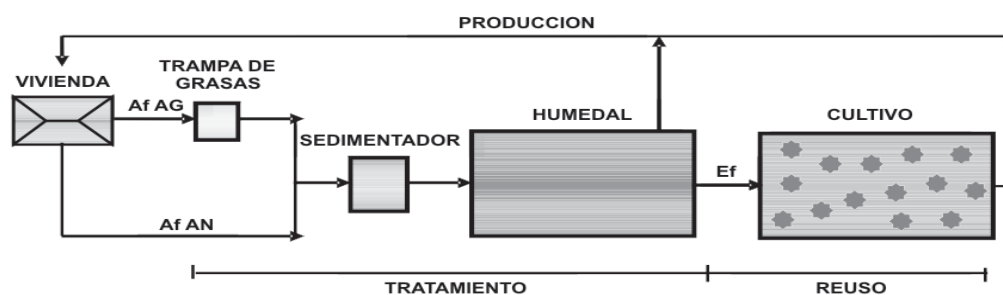 PRODUCCION
VIVIENDA
TRAMPA DE
GRASAS
Af AG
SEDIMENTADOR
HUMEDAL
CULTIVO
Ef
Af AN
TRATAMIENTO
REUSO